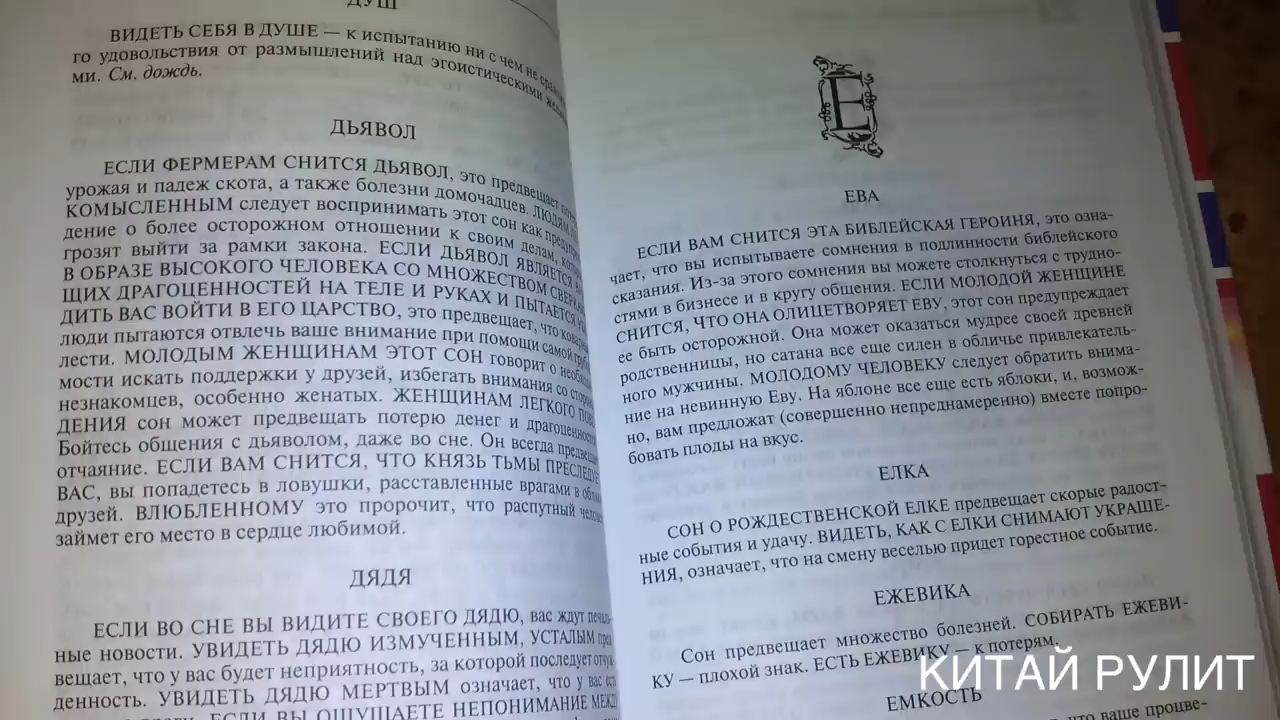 ДУШ
ВИДЕТЬ СЕБЯ В ДУШЕ — к испытанию ни с чем не
го удовольствия от размышлений над эгоистическими
ми. См. дождь.
ДЬЯВОЛ
ЕСЛИ ФЕРМЕРАМ СНИТСЯ ДЬЯВОЛ, это предвещает
урожая и падеж скота, а также болезни домочадцев. ЛЮДЯМ
КОМЫСЛЕННЫМ следует воспринимать этот сон как
дение о более осторожном отношении к своим делам,
грозят выйти за рамки закона. ЕСЛИ ДЬЯВОЛ ЯВЛЯЕТСЯ
В ОБРАЗЕ ВЫСОКОГО ЧЕЛОВЕКА СО МНОЖЕСТВОМ
ЩИХ ДРАГОЦЕННОСТЕЙ НА ТЕЛЕ И РУКАХ И ПЫТАЕТСЯ
ДИТЬ ВАС ВОЙТИ В ЕГО ЦАРСТВО, это предвещает, что
люди пытаются отвлечь ваше внимание при помощи самой
лести. МОЛОДЫМ ЖЕНЩИНАМ ЭТОТ СОН говорит о
мости искать поддержки у друзей, избегать внимания со
незнакомцев, особенно женатых. ЖЕНЩИНАМ ЛЕГКОГО
ДЕНИЯ сон может предвещать потерю денег и
Бойтесь общения с дьяволом, даже во сне. Он всегда
отчаяние. ЕСЛИ ВАМ СНИТСЯ, ЧТО КНЯЗЬ ТЬМЫ
ВАС, вы попадетесь в ловушки, расставленные врагами в
друзей. ВЛЮБЛЕННОМУ это пророчит, что распутный
займет его место в сердце любимой.
ДЯДЯ
ЕСЛИ ВО СНЕ ВЫ ВИДИТЕ СВОЕГО ДЯДЮ, вас ждут
ные новости. УВИДЕТЬ ДЯДЮ ИЗМУЧЕННЫМ, УСТАЛЫМ
вещает, что у вас будет неприятность, за которой последует
денность. УВИДЕТЬ ДЯДЮ МЕРТВЫМ означает, что у вас
ЕСЛИ ВЫ ОЩУЩАЕТЕ НЕПОНИМАНИЕ МЕЖДУ
Е
ЕВА
ЕСЛИ ВАМ СНИТСЯ ЭТА БИБЛЕЙСКАЯ ГЕРОИНЯ, это озна-
чает, что вы испытываете сомнения в подлинности библейского
сказания. Из-за этого сомнения вы можете столкнуться с трудно-
стями в бизнесе и в кругу общения. ЕСЛИ МОЛОДОЙ ЖЕНЩИНЕ
СНИТСЯ, ЧТО ОНА ОЛИЦЕТВОРЯЕТ ЕВУ, этот сон предупреждает
ее быть осторожной. Она может оказаться мудрее своей древней
родственницы, но сатана все еще силен в обличье привлекатель-
ного мужчины. МОЛОДОМУ ЧЕЛОВЕКУ следует обратить внима-
ние на невинную Еву. На яблоне все еще есть яблоки, и, возмож-
но, вам предложат (совершенно непреднамеренно) вместе попро-
бовать плоды на вкус.
ЕЛКА
СОН О РОЖДЕСТВЕНСКОЙ ЕЛКЕ предвещает скорые радост-
ные события и удачу. ВИДЕТЬ, КАК С ЕЛКИ СНИМАЮТ УКРАШЕ-
НИЯ, означает, что на смену веселью придет горестное событие.
ЕЖЕВИКА
Сон предвещает множество болезней. СОБИРАТЬ ЕЖЕВИ-
КУ — плохой знак. ЕСТЬ ЕЖЕВИКУ — к потерям.
ЕМКОСТЬ
что ваше процве-
КИТАЙ РУЛИТ